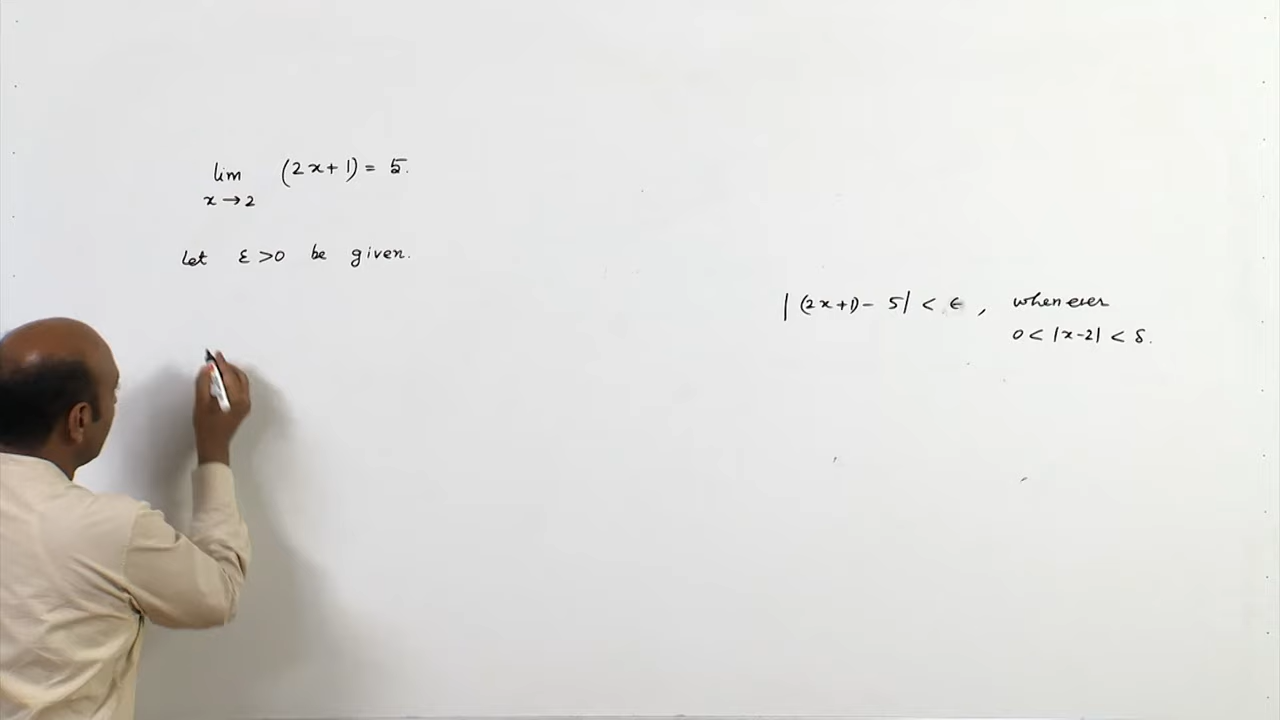 lim (2x+1) = 5.
x→2
Let ε>0 be given.
| (2x+1) - 5| < ϵ , whenever
0 < |x-2| < δ.